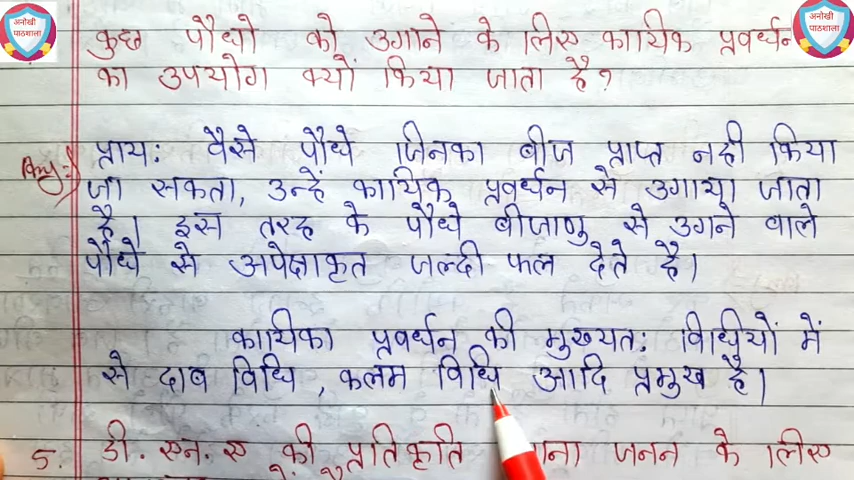 अनोखी
पाठशाला
अनोखी
पाठशाला
कुछ पौधो को उगाने के लिए कायिक प्रवर्धन
का उपयोग क्यों किया जाता है?
Ans:- प्राय: वैसे पौधे जिनका बीज प्राप्त नही किया
जा सकता, उन्हें कायिक प्रवर्धन से उगाया जाता
है। इस तरह के पौधे बीजाणु से उगने वाले
पौधे से अपेक्षाकृत जल्दी फल देते है।
कायिका प्रवर्धन की मुख्यत: विधियों में
से दाब विधि, कलम विधि आदि प्रमुख है।
5. डी. एन. ए की प्रतिकृति जनन के लिए